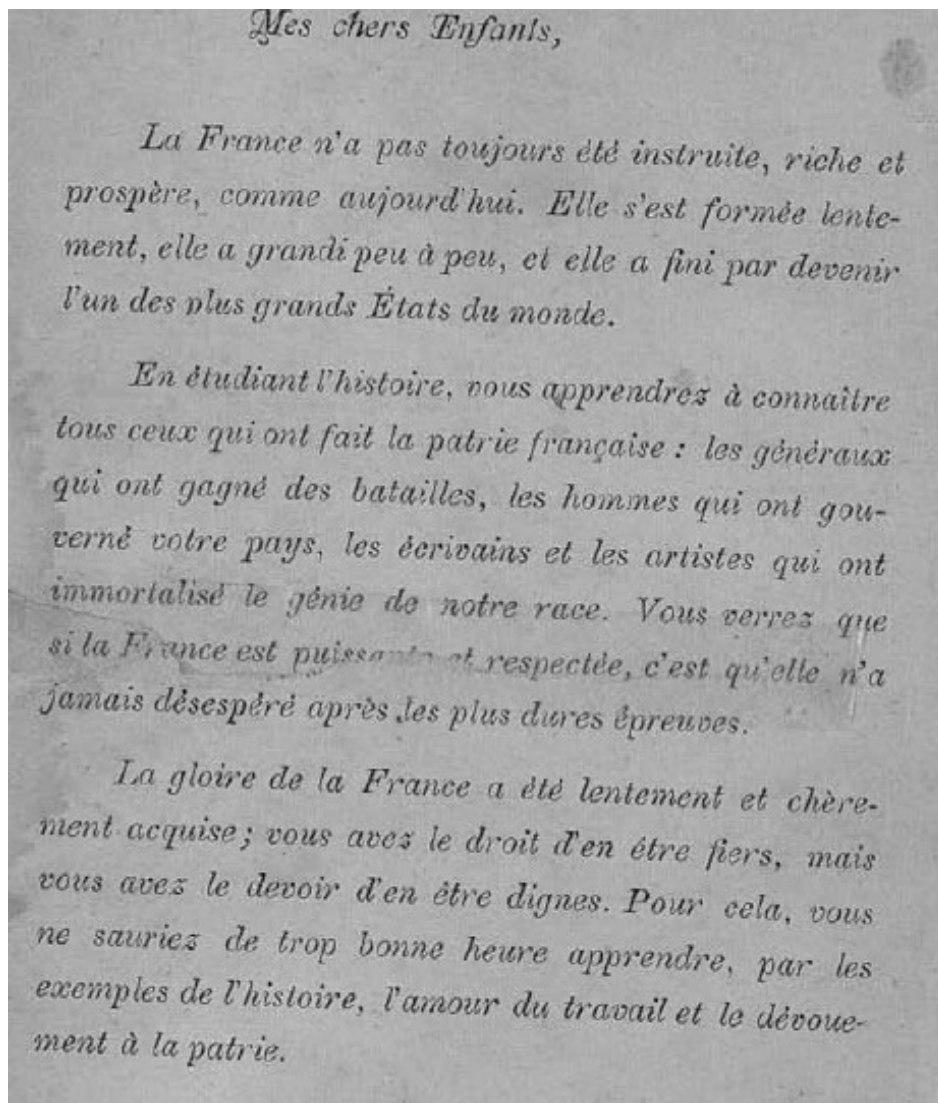 Mes chers Enfants,
La France n'a pas toujours été instruite, riche et
prospère, comme aujourd'hui. Elle s'est formée lente-
ment, elle a grandi peu à peu, et elle a fini par devenir
l'un des plus grands États du monde.
En étudiant l'histoire, vous apprendrez à connaître
tous ceux qui ont fait la patrie française : les généraux
qui ont gagné des batailles, les hommes qui ont gou-
verné votre pays, les écrivains et les artistes qui ont
immortalisé le génie de notre race. Vous verrez que
si la France est puissante et respectée, c'est qu'elle n'a
jamais désespéré après les plus dures épreuves.
La gloire de la France a été lentement et chère-
ment acquise ; vous avez le droit d'en être fiers, mais
vous avez le devoir d'en être dignes. Pour cela, vous
ne sauriez de trop bonne heure apprendre, par les
exemples de l'histoire, l'amour du travail et le dévoue-
ment à la patrie.